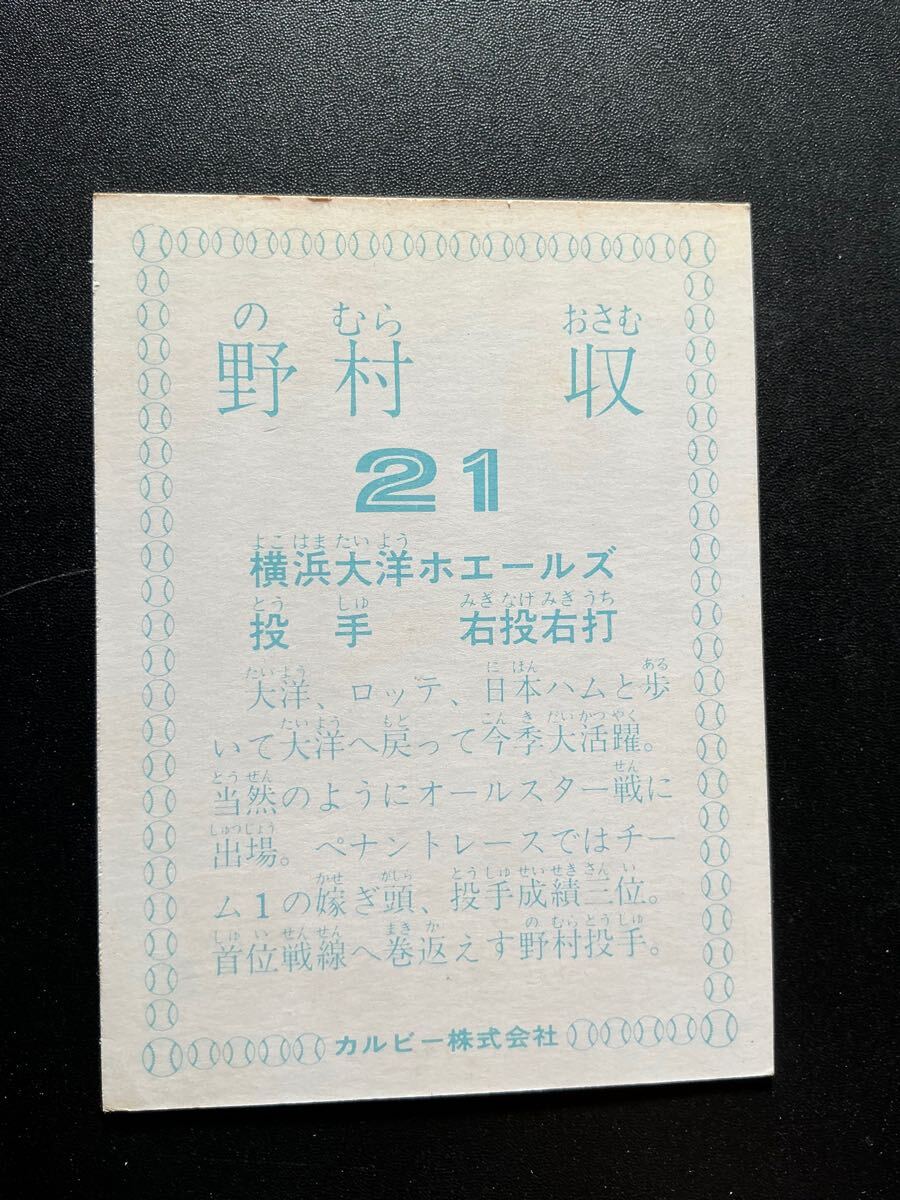 の むら おさむ
野村 収
21
よこ はま たい よう
横浜大洋ホエールズ
とう しゅ みぎ なげ みぎ うち
投手 右投右打
たい よう に ほん ある
大洋、ロッテ、日本ハムと歩
たい よう もど こん き だい かつ やく
いて大洋へ戻って今季大活躍。
とう ぜん せん
当然のようにオールスター戦に
しゅつ じょう
出場。ペナントレースではチー
かせ がしら とう しゅ せい せき さん い
ム1の嫁ぎ頭、投手成績三位。
しゅ い せん せん まき か の むら とう しゅ
首位戦線へ巻返えす野村投手。
カルビー株式会社